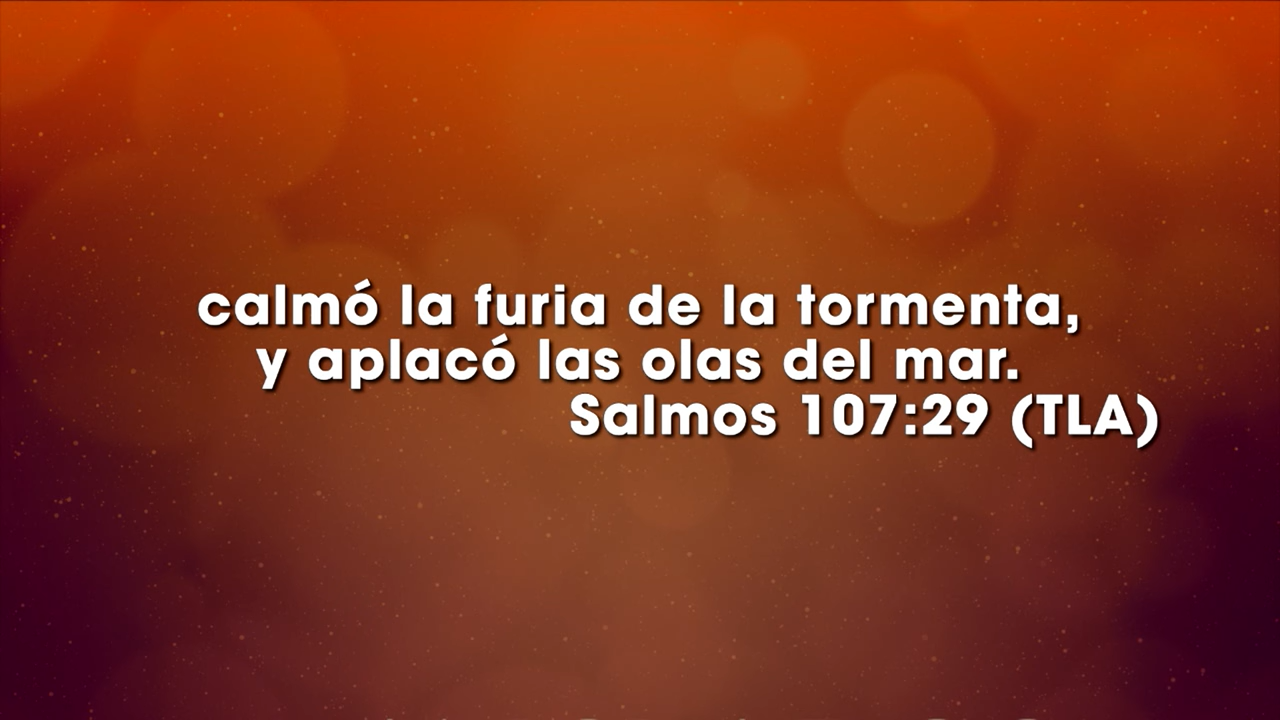 calmó la furia de la tormenta,
y aplacó las olas del mar.
Salmos 107:29 (TLA)